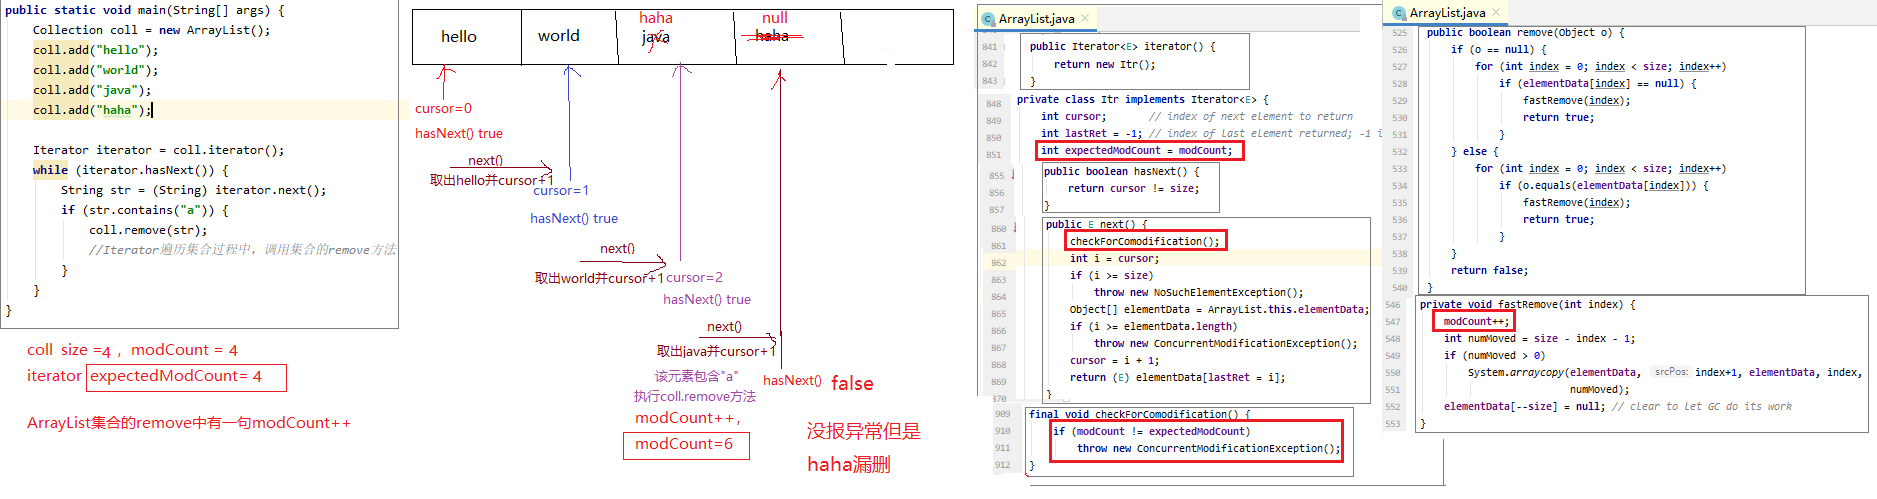 public static void main(String[] args) {
Collection coll = new ArrayList();
coll.add("hello");
coll.add("world");
coll.add("java");
coll.add("haha");
Iterator iterator = coll.iterator();
while (iterator.hasNext()) {
String str = (String) iterator.next();
if (str.contains("a")) {
coll.remove(str);
//Iterator遍历集合过程中，调用集合的remove方法
}
}
}
coll size =4 ，modCount = 4
iterator expectedModCount= 4
ArrayList集合的remove中有一句modCount++
haha
null
hello
world
java
haha
cursor=0
hasNext() true
next()
取出hello并cursor+1
cursor=1
hasNext() true
next()
取出world并cursor+1
cursor=2
hasNext() true
next()
取出java并cursor+1
该元素包含"a"
执行coll.remove方法
modCount++，
modCount=6
hasNext() false
没报异常但是
haha漏删
ArrayList.java
841 public Iterator<E> iterator() {
842 return new Itr();
843 }
848 private class Itr implements Iterator<E> {
849 int cursor; // index of next element to return
850 int lastRet = -1; // index of last element returned; -1 i
851 int expectedModCount = modCount;
855 public boolean hasNext() {
856 return cursor != size;
857 }
860 public E next() {
861 checkForComodification();
862 int i = cursor;
863 if (i >= size)
864 throw new NoSuchElementException();
865 Object[] elementData = ArrayList.this.elementData;
866 if (i >= elementData.length)
867 throw new ConcurrentModificationException();
868 cursor = i + 1;
869 return (E) elementData[lastRet = i];
870 }
909 final void checkForComodification() {
910 if (modCount != expectedModCount)
911 throw new ConcurrentModificationException();
912 }
ArrayList.java
525 public boolean remove(Object o) {
526 if (o == null) {
527 for (int index = 0; index < size; index++)
528 if (elementData[index] == null) {
529 fastRemove(index);
530 return true;
531 }
532 } else {
533 for (int index = 0; index < size; index++)
534 if (o.equals(elementData[index])) {
535 fastRemove(index);
536 return true;
537 }
538 }
539 return false;
540 }
546 private void fastRemove(int index) {
547 modCount++;
548 int numMoved = size - index - 1;
549 if (numMoved > 0)
550 System.arraycopy(elementData, srcPos: index+1, elementData, index,
551 numMoved);
552 elementData[--size] = null; // clear to let GC do its work
553 }